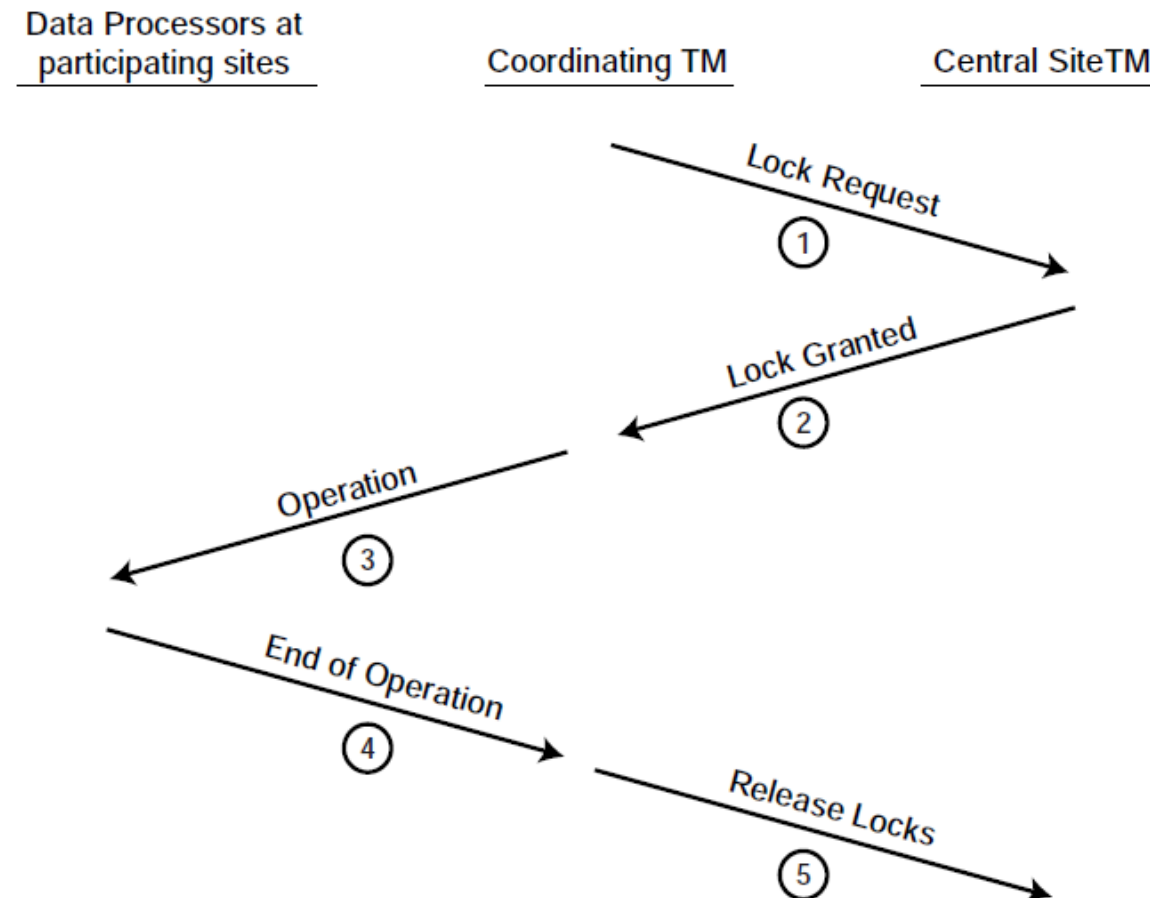 Data Processors at
participating sites
Coordinating TM
Central SiteTM
Lock Request
1
Lock Granted
2
Operation
3
End of Operation
4
Release Locks
5